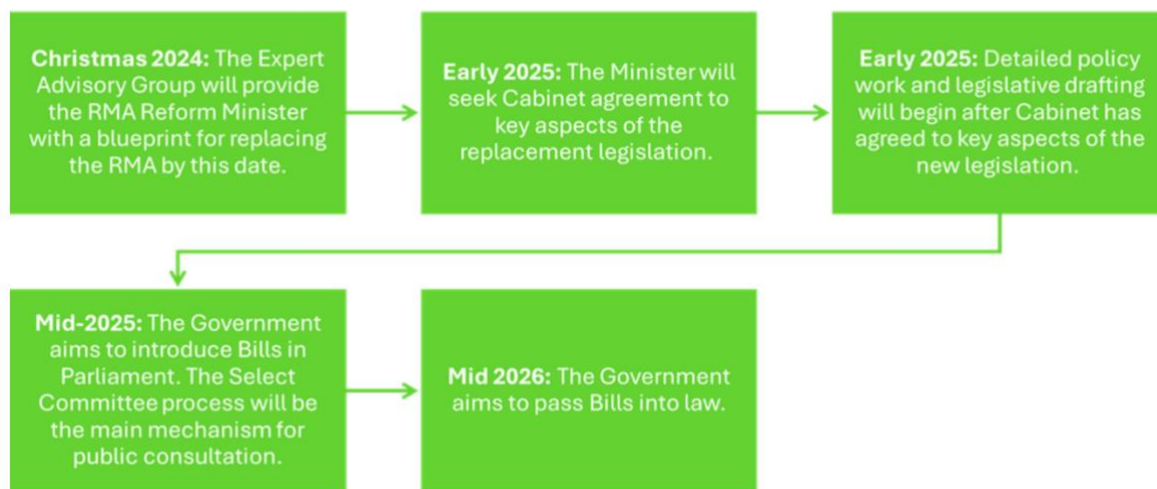 Christmas 2024: The Expert
Advisory Group will provide
the RMA Reform Minister
with a blueprint for replacing
the RMA by this date.
Early 2025: The Minister will
seek Cabinet agreement to
key aspects of the
replacement legislation.
Early 2025: Detailed policy
work and legislative drafting
will begin after Cabinet has
agreed to key aspects of the
new legislation.
Mid-2025: The Government
aims to introduce Bills in
Parliament. The Select
Committee process will be
the main mechanism for
public consultation.
Mid 2026: The Government
aims to pass Bills into law.